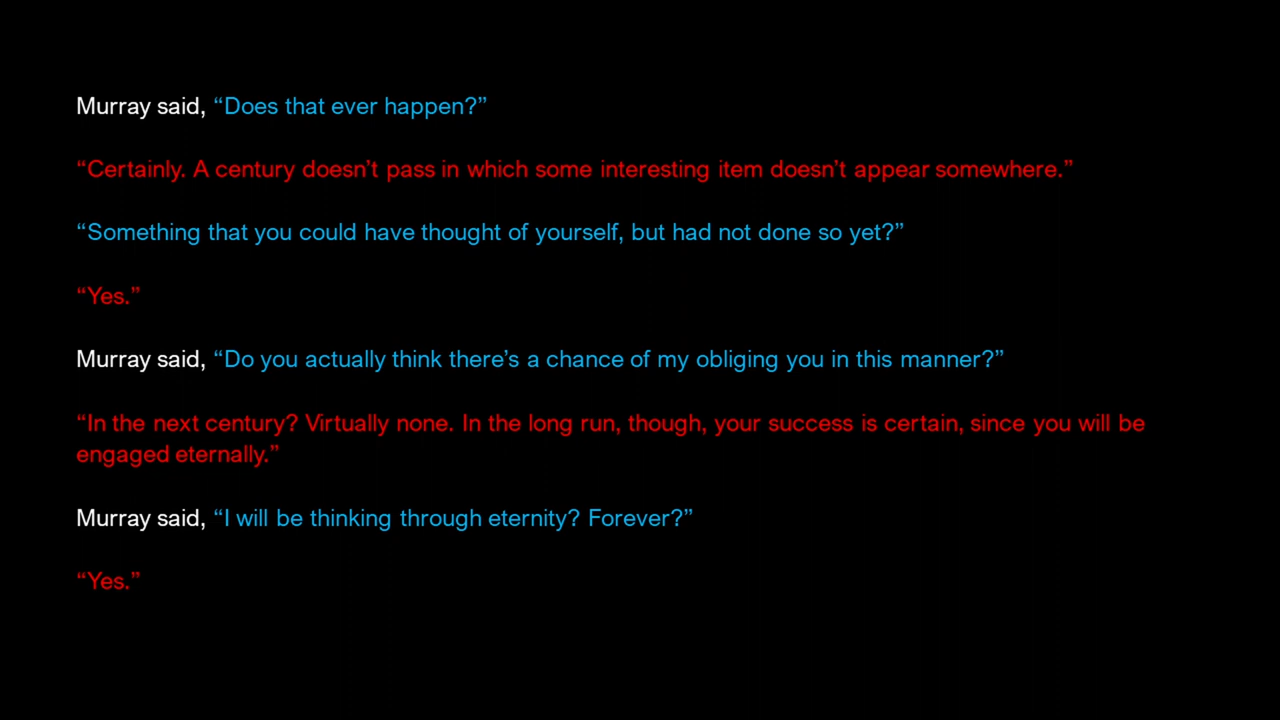 Murray said, “Does that ever happen?”
“Certainly. A century doesn’t pass in which some interesting item doesn’t appear somewhere.”
“Something that you could have thought of yourself, but had not done so yet?”
“Yes.”
Murray said, “Do you actually think there’s a chance of my obliging you in this manner?”
“In the next century? Virtually none. In the long run, though, your success is certain, since you will be
engaged eternally.”
Murray said, “I will be thinking through eternity? Forever?”
“Yes.”